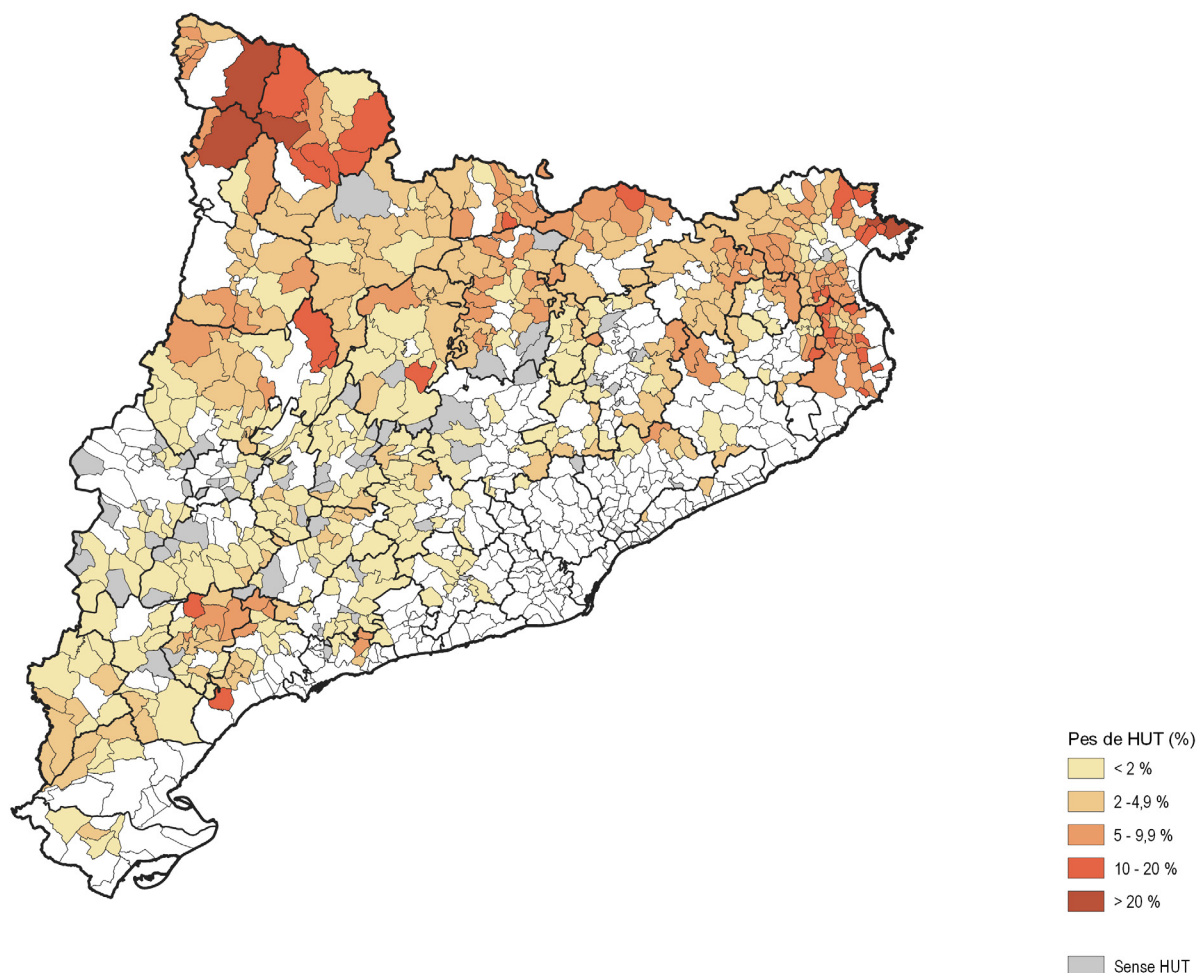 Pes de HUT (%)
< 2 %
2 -4,9 %
5 - 9,9 %
10 - 20 %
> 20 %
Sense HUT